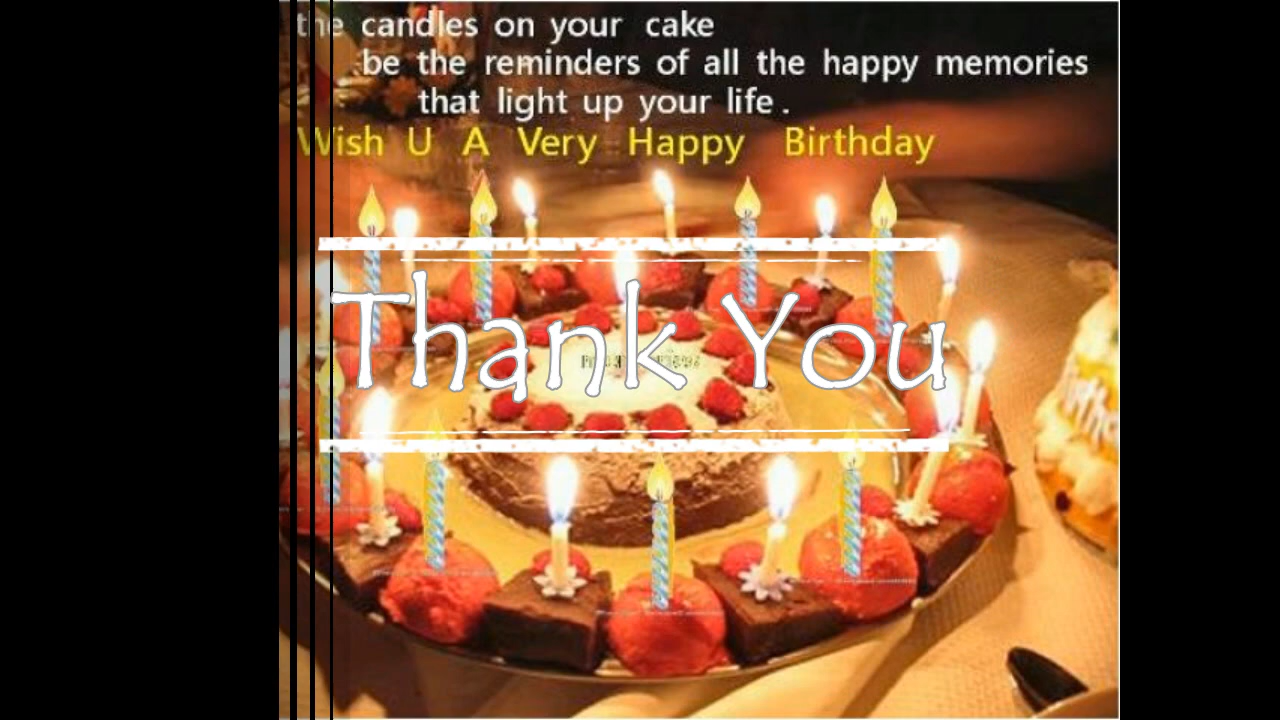 the candles on your cake
be the reminders of all the happy memories
that light up your life.
Wish U A Very Happy Birthday
Thank You